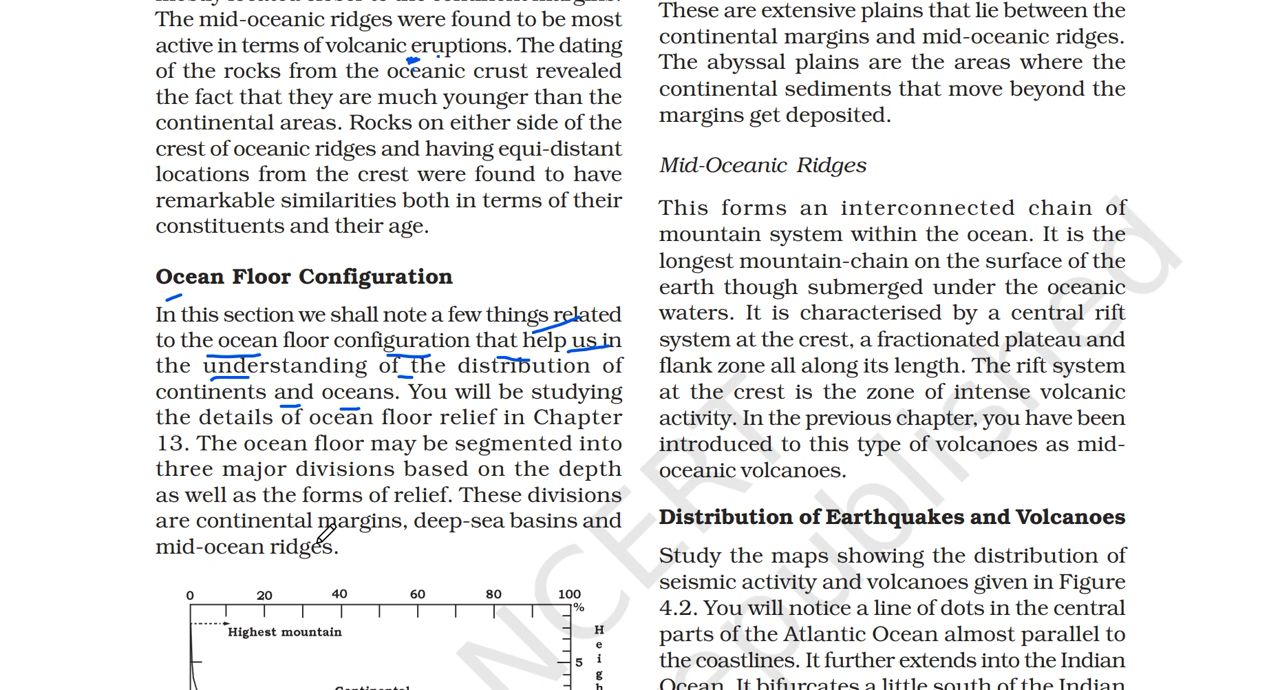 The mid-oceanic ridges were found to be most
active in terms of volcanic eruptions. The dating
of the rocks from the oceanic crust revealed
the fact that they are much younger than the
continental areas. Rocks on either side of the
crest of oceanic ridges and having equi-distant
locations from the crest were found to have
remarkable similarities both in terms of their
constituents and their age.
Ocean Floor Configuration
In this section we shall note a few things related
to the ocean floor configuration that help us in
the understanding of the distribution of
continents and oceans. You will be studying
the details of ocean floor relief in Chapter
13. The ocean floor may be segmented into
three major divisions based on the depth
as well as the forms of relief. These divisions
are continental margins, deep-sea basins and
mid-ocean ridges.
0 20 40 60 80 100
%
Highest mountain
5
Heigh
Continental
These are extensive plains that lie between the
continental margins and mid-oceanic ridges.
The abyssal plains are the areas where the
continental sediments that move beyond the
margins get deposited.
Mid-Oceanic Ridges
This forms an interconnected chain of
mountain system within the ocean. It is the
longest mountain-chain on the surface of the
earth though submerged under the oceanic
waters. It is characterised by a central rift
system at the crest, a fractionated plateau and
flank zone all along its length. The rift system
at the crest is the zone of intense volcanic
activity. In the previous chapter, you have been
introduced to this type of volcanoes as mid-
oceanic volcanoes.
Distribution of Earthquakes and Volcanoes
Study the maps showing the distribution of
seismic activity and volcanoes given in Figure
4.2. You will notice a line of dots in the central
parts of the Atlantic Ocean almost parallel to
the coastlines. It further extends into the Indian
Ocean. It bifurcates a little south of the Indian
NCERT
republished